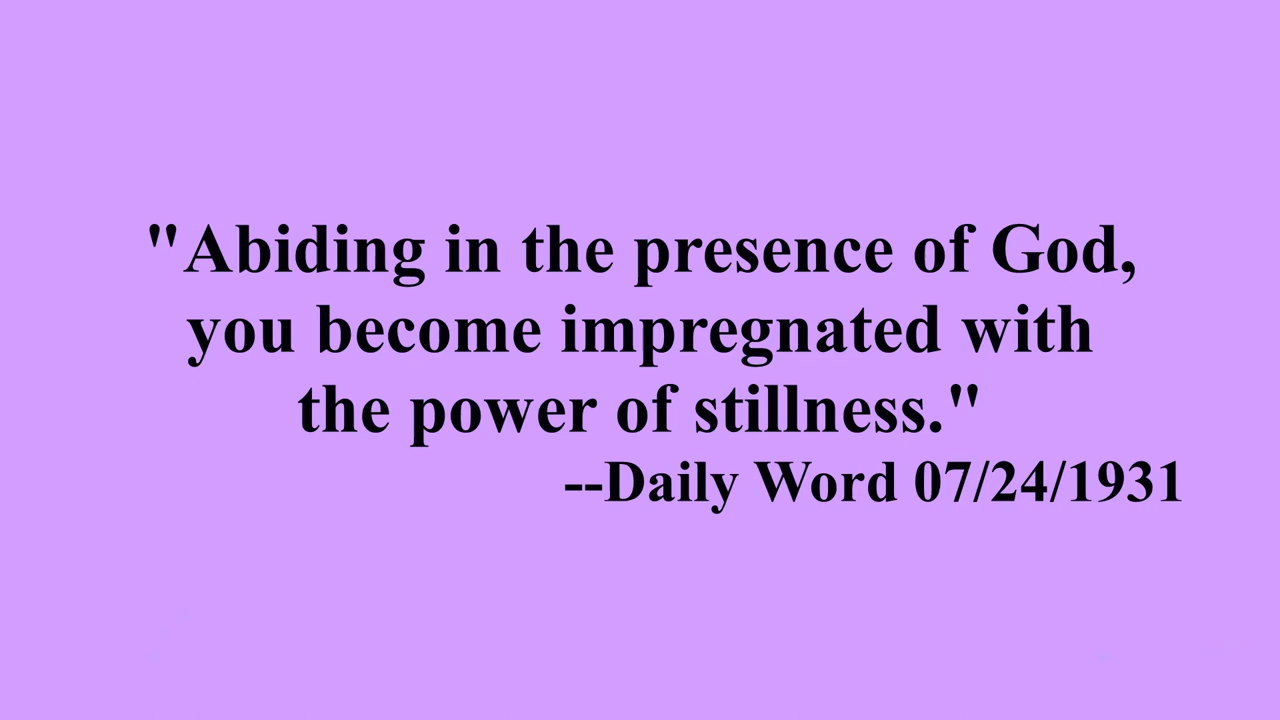 "Abiding in the presence of God,
you become impregnated with
the power of stillness."
--Daily Word 07/24/1931